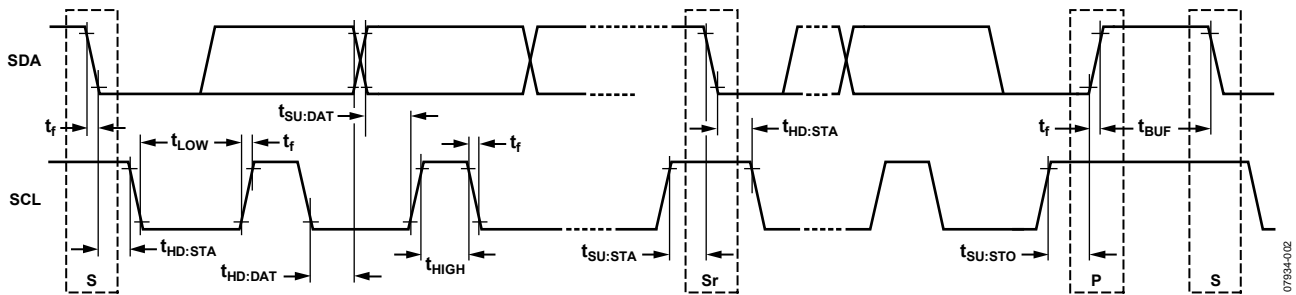 SDA
t_f
t_LOW
t_f
t_SU:DAT
t_f
t_HD:STA
t_f
t_BUF
SCL
t_HD:STA
t_HD:DAT
t_HIGH
t_SU:STA
t_SU:STO
S
Sr
P
S
07934-002